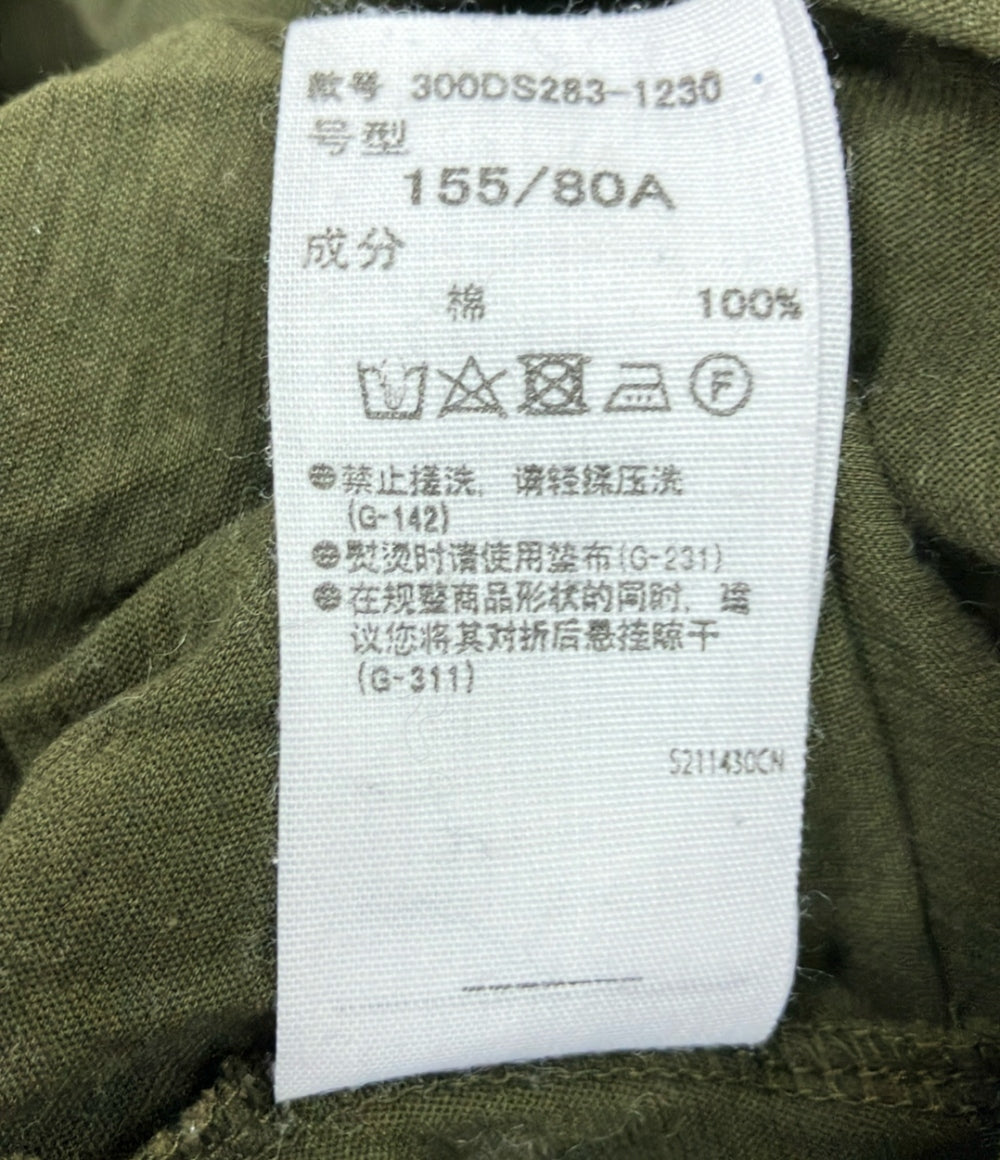 款号 300DS283-1230
号型
155/80A
成分
棉 100%
F
禁止搓洗，请轻揉压洗
(G-142)
熨烫时请使用垫布(G-231)
在规整商品形状的同时，建
议您将其对折后悬挂晾干
(G-311)
S211430CN